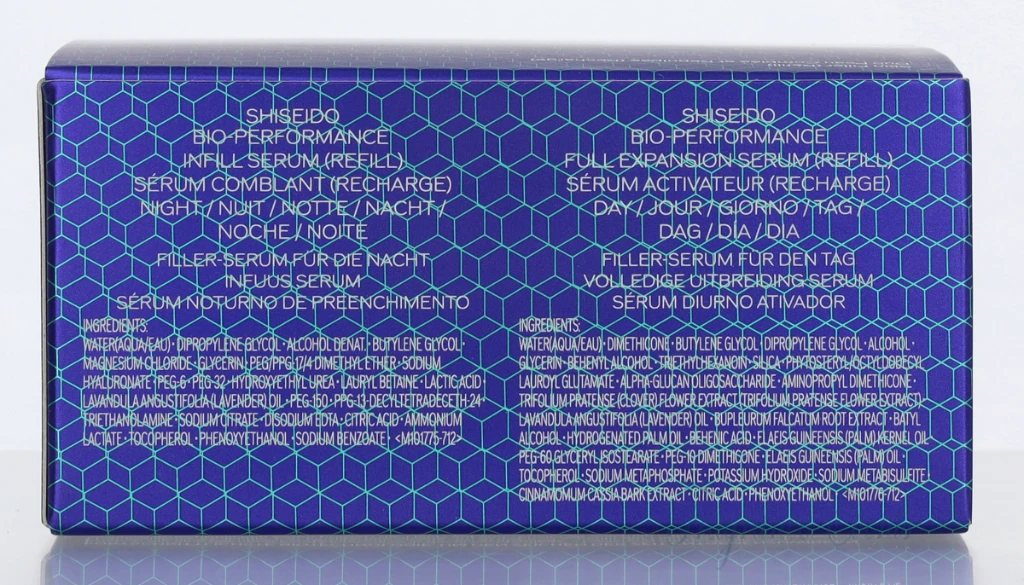 SHISEIDO
BIO-PERFORMANCE
INFILL SERUM (REFILL)
SÉRUM COMBLANT (RECHARGE)
NIGHT / NUIT / NOTTE / NACHT /
NOCHE / NOITE
FILLER-SERUM FÜR DIE NACHT
INFUUS SERUM
SÉRUM NOTURNO DE PREENCHIMENTO
INGREDIENTS:
WATER(AQUA/EAU)・DIPROPYLENE GLYCOL・ALCOHOL DENAT.・BUTYLENE GLYCOL・
MAGNESIUM CHLORIDE・GLYCERIN・PEG/PPG-17/4 DIMETHYL ETHER・SODIUM
HYALURONATE・PEG-6・PEG-32・HYDROXYETHYL UREA・LAURYL BETAINE・LACTIC ACID・
LAVANDULA ANGUSTIFOLIA (LAVENDER) OIL・PEG-150・PPG-13-DECYLTETRADECETH-24・
TRIETHANOLAMINE・SODIUM CITRATE・DISODIUM EDTA・CITRIC ACID・AMMONIUM
LACTATE・TOCOPHEROL・PHENOXYETHANOL・SODIUM BENZOATE・<M101775-712>
SHISEIDO
BIO-PERFORMANCE
FULL EXPANSION SERUM (REFILL)
SÉRUM ACTIVATEUR (RECHARGE)
DAY / JOUR / GIORNO / TAG /
DAG / DÍA / DIA
FILLER-SERUM FÜR DEN TAG
VOLLEDIGE UITBREIDING SERUM
SÉRUM DIURNO ATIVADOR
INGREDIENTS:
WATER(AQUA/EAU)・DIMETHICONE・BUTYLENE GLYCOL・DIPROPYLENE GLYCOL・ALCOHOL・
GLYCERIN・BEHENYL ALCOHOL・TRIETHYLHEXANOIN・SILICA・PHYTOSTERYL/OCTYLDODECYL
LAUROYL GLUTAMATE・ALPHA-GLUCAN OLIGOSACCHARIDE・AMINOPROPYL DIMETHICONE・
TRIFOLIUM PRATENSE (CLOVER) FLOWER EXTRACT(TRIFOLIUM PRATENSE FLOWER EXTRACT)・
LAVANDULA ANGUSTIFOLIA (LAVENDER) OIL・BUPLEURUM FALCATUM ROOT EXTRACT・BATYL
ALCOHOL・HYDROGENATED PALM OIL・BEHENIC ACID・ELAEIS GUINEENSIS (PALM) KERNEL OIL・
PEG-60 GLYCERYL ISOSTEARATE・PEG-10 DIMETHICONE・ELAEIS GUINEENSIS (PALM) OIL・
TOCOPHEROL・SODIUM METAPHOSPHATE・POTASSIUM HYDROXIDE・SODIUM METABISULFITE・
CINNAMOMUM CASSIA BARK EXTRACT・CITRIC ACID・PHENOXYETHANOL・<M101776-712>